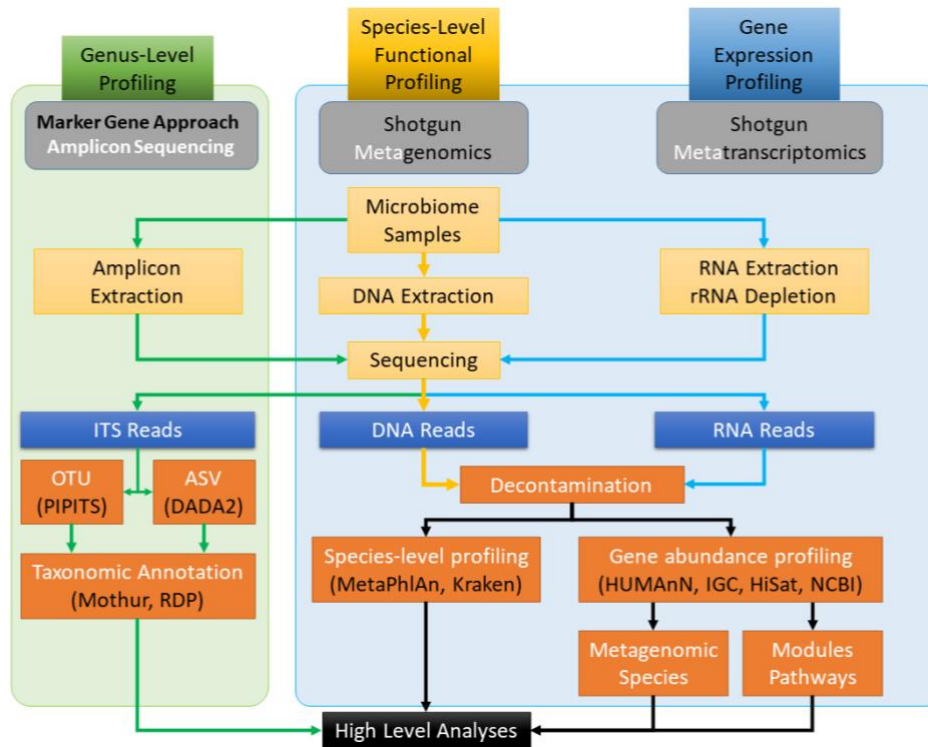 Genus-Level
Profiling
Species-Level
Functional
Profiling
Gene
Expression
Profiling
Marker Gene Approach
Amplicon Sequencing
Shotgun
Metagenomics
Shotgun
Metatranscriptomics
Microbiome
Samples
Amplicon
Extraction
DNA Extraction
RNA Extraction
rRNA Depletion
Sequencing
ITS Reads
DNA Reads
RNA Reads
OTU
(PIPITS)
ASV
(DADA2)
Decontamination
Taxonomic Annotation
(Mothur, RDP)
Species-level profiling
(MetaPhlAn, Kraken)
Gene abundance profiling
(HUMAnN, IGC, HiSat, NCBI)
Metagenomic
Species
Modules
Pathways
High Level Analyses